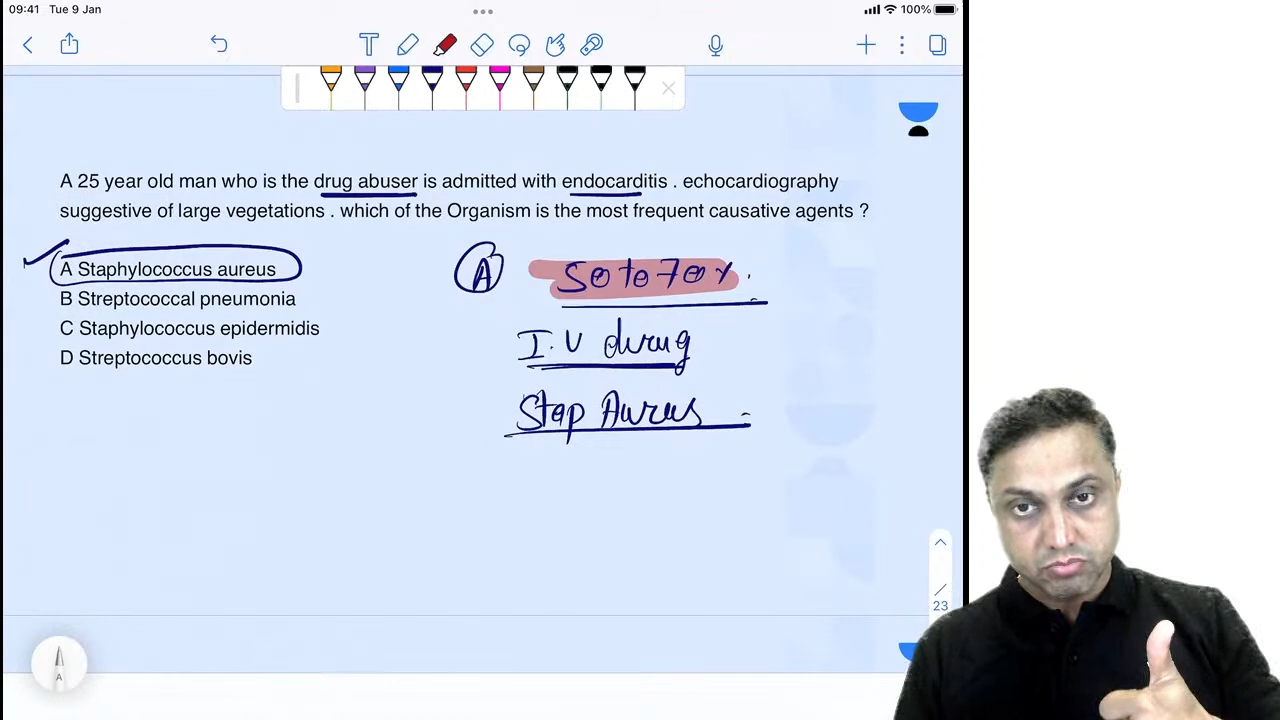 09:41 Tue 9 Jan
100%
T
A 25 year old man who is the drug abuser is admitted with endocarditis . echocardiography
suggestive of large vegetations . which of the Organism is the most frequent causative agents ?
A Staphylococcus aureus
B Streptococcal pneumonia
C Staphylococcus epidermidis
D Streptococcus bovis
A
I.V drug
Stap Aurus
23
A